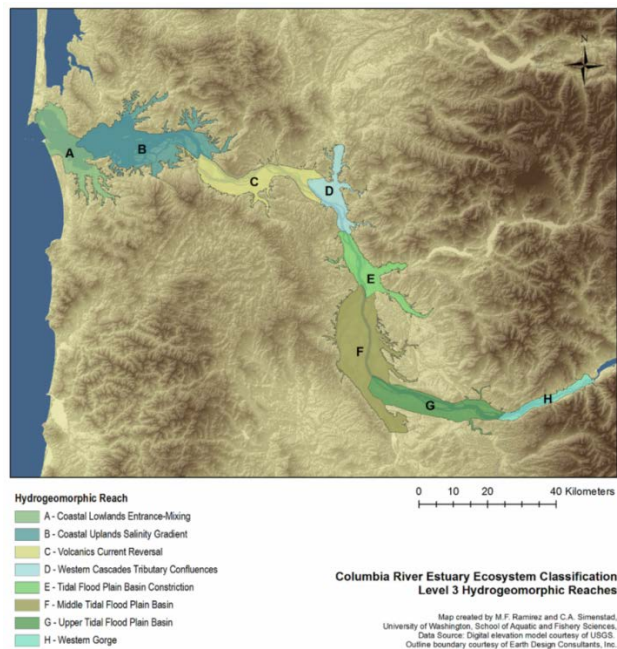 N
A
B
C
D
E
F
G
H
Hydrogeomorphic Reach
A - Coastal Lowlands Entrance-Mixing
B - Coastal Uplands Salinity Gradient
C - Volcanics Current Reversal
D - Western Cascades Tributary Confluences
E - Tidal Flood Plain Basin Constriction
F - Middle Tidal Flood Plain Basin
G - Upper Tidal Flood Plain Basin
H - Western Gorge
0 5 10 20 30 40 Kilometers
Columbia River Estuary Ecosystem Classification
Level 3 Hydrogeomorphic Reaches
Map created by M.F. Ramirez and C.A. Simenstad,
University of Washington, School of Aquatic and Fishery Sciences,
Data Source: Digital elevation model courtesy of USGS.
Outline boundary courtesy of Earth Design Consultants, Inc.